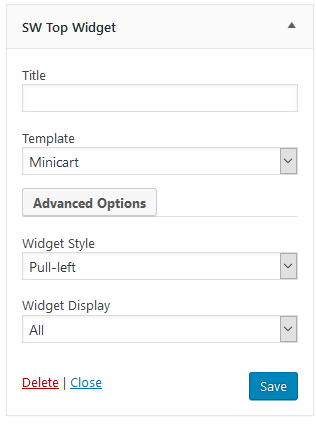 SW Top Widget
Title
Template
Minicart
Advanced Options
Widget Style
Pull-left
Widget Display
All
Delete | Close Save